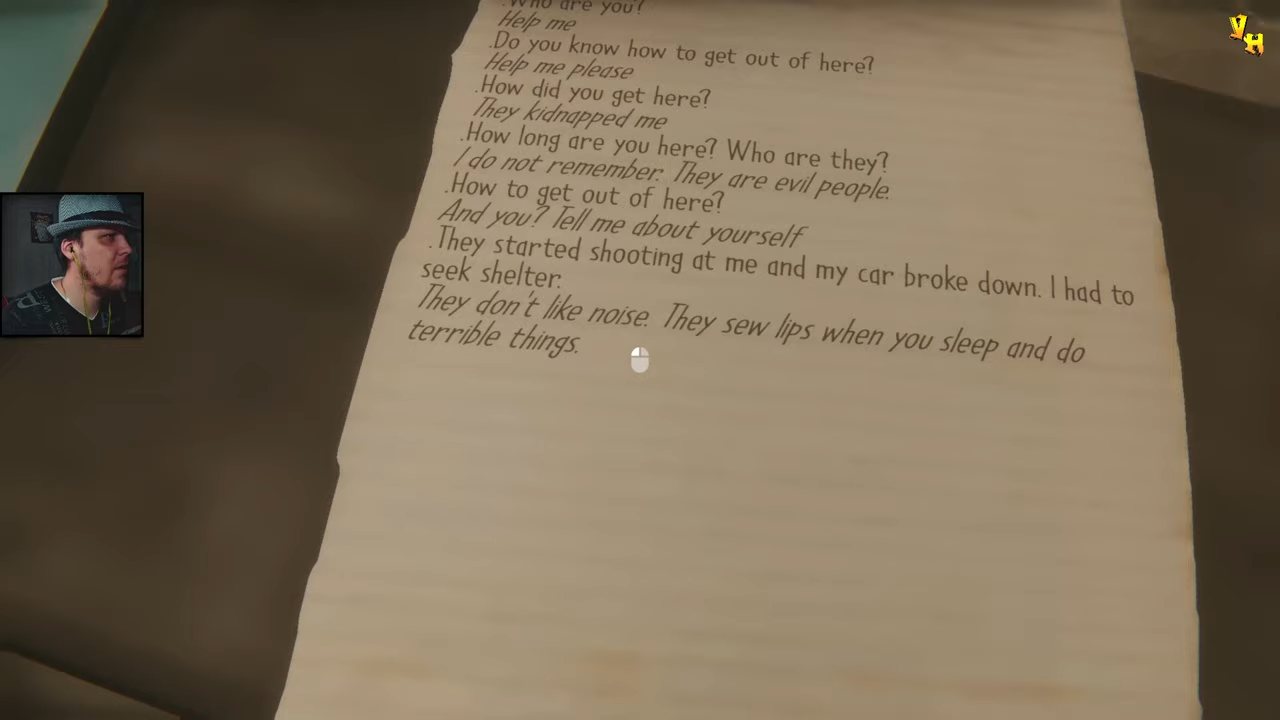 .Who are you?
Help me
.Do you know how to get out of here?
Help me please
.How did you get here?
They kidnapped me
.How long are you here? Who are they?
I do not remember. They are evil people.
.How to get out of here?
And you? Tell me about yourself
.They started shooting at me and my car broke down. I had to
seek shelter.
They don't like noise. They sew lips when you sleep and do
terrible things.
VH